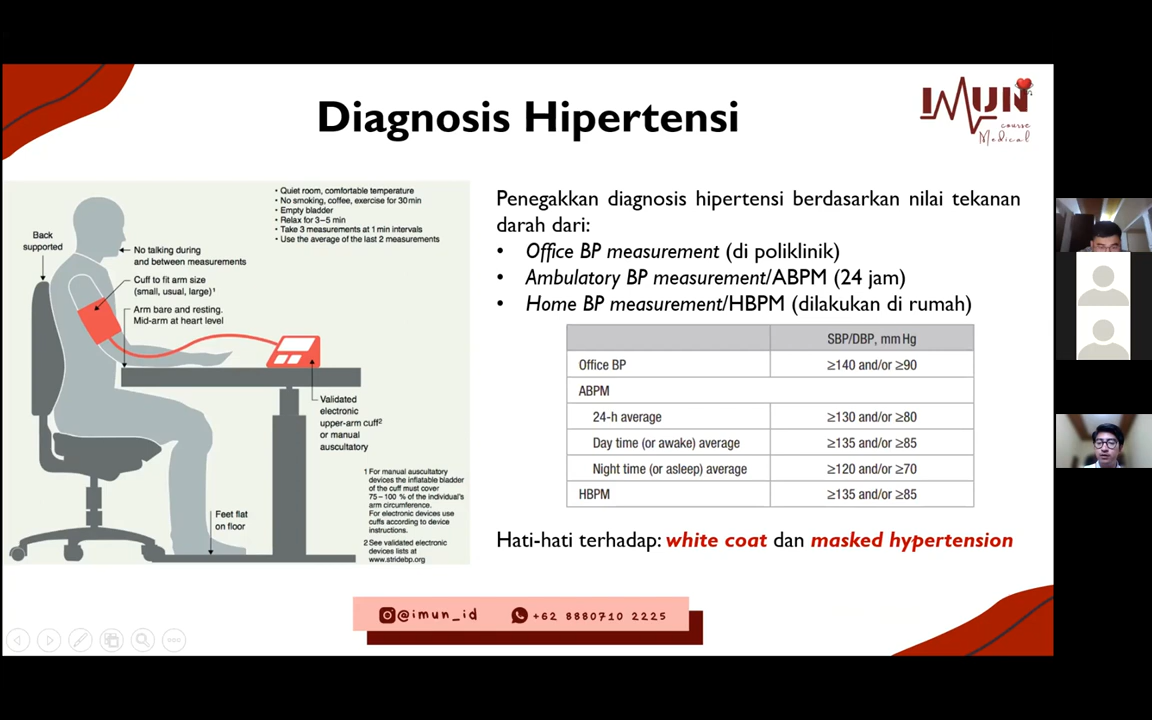 Diagnosis Hipertensi
IMUN
course
Medical
• Quiet room, comfortable temperature
• No smoking, coffee, exercise for 30 min
• Empty bladder
• Relax for 3–5 min
• Take 3 measurements at 1 min intervals
• Use the average of the last 2 measurements
Back
supported
No talking during
and between measurements
Cuff to fit arm size
(small, usual, large)¹
Arm bare and resting.
Mid-arm at heart level
Validated
electronic
upper-arm cuff²
or manual
auscultatory
1 For manual auscultatory
devices the inflatable bladder
of the cuff must cover
75–100 % of the individual's
arm circumference.
For electronic devices use
cuffs according to device
instructions.
2 See validated electronic
devices lists at
www.stridebp.org
Feet flat
on floor
Penegakkan diagnosis hipertensi berdasarkan nilai tekanan
darah dari:
• Office BP measurement (di poliklinik)
• Ambulatory BP measurement/ABPM (24 jam)
• Home BP measurement/HBPM (dilakukan di rumah)
SBP/DBP, mm Hg
Office BP ≥140 and/or ≥90
ABPM
24-h average ≥130 and/or ≥80
Day time (or awake) average ≥135 and/or ≥85
Night time (or asleep) average ≥120 and/or ≥70
HBPM ≥135 and/or ≥85
Hati-hati terhadap: white coat dan masked hypertension
@imun_id +62 8880710 2225